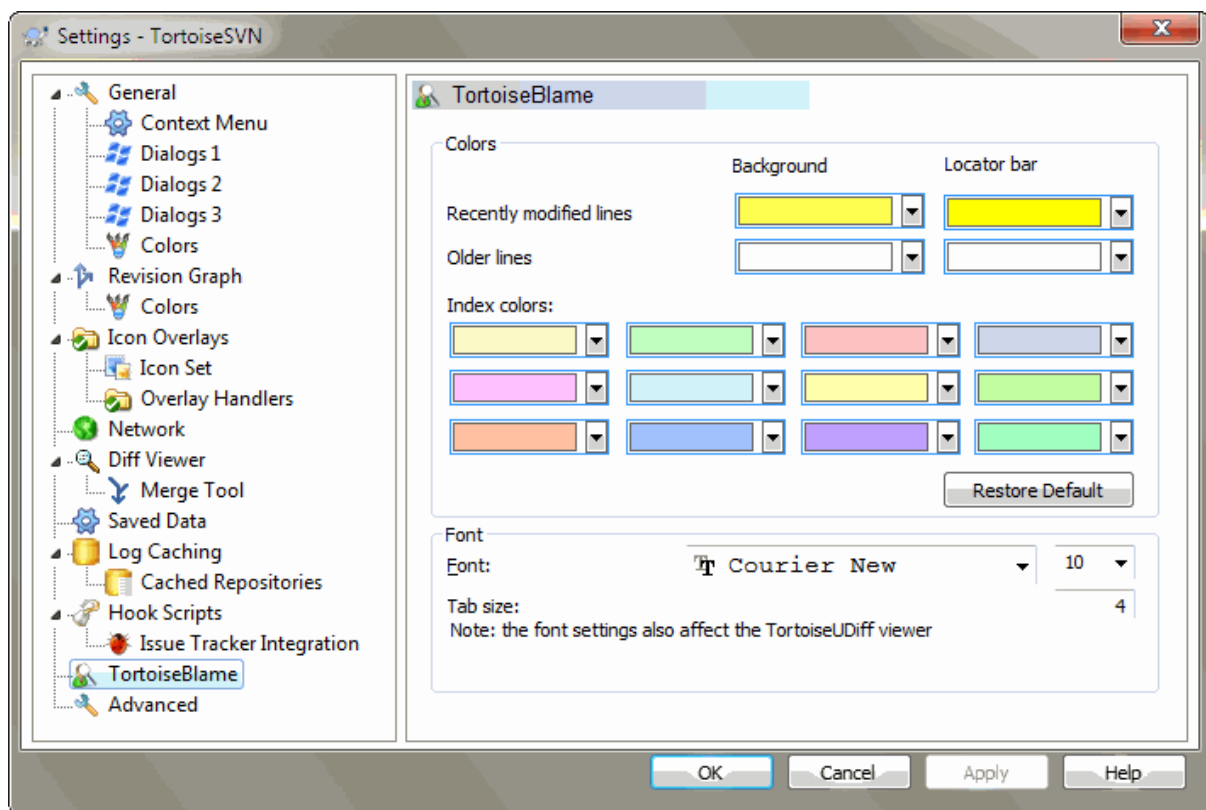 Settings - TortoiseSVN
General
Context Menu
Dialogs 1
Dialogs 2
Dialogs 3
Colors
Revision Graph
Colors
Icon Overlays
Icon Set
Overlay Handlers
Network
Diff Viewer
Merge Tool
Saved Data
Log Caching
Cached Repositories
Hook Scripts
Issue Tracker Integration
TortoiseBlame
Advanced
TortoiseBlame
Colors
Background Locator bar
Recently modified lines
Older lines
Index colors:
Restore Default
Font
Font: Courier New 10
Tab size: 4
Note: the font settings also affect the TortoiseUDiff viewer
OK Cancel Apply Help